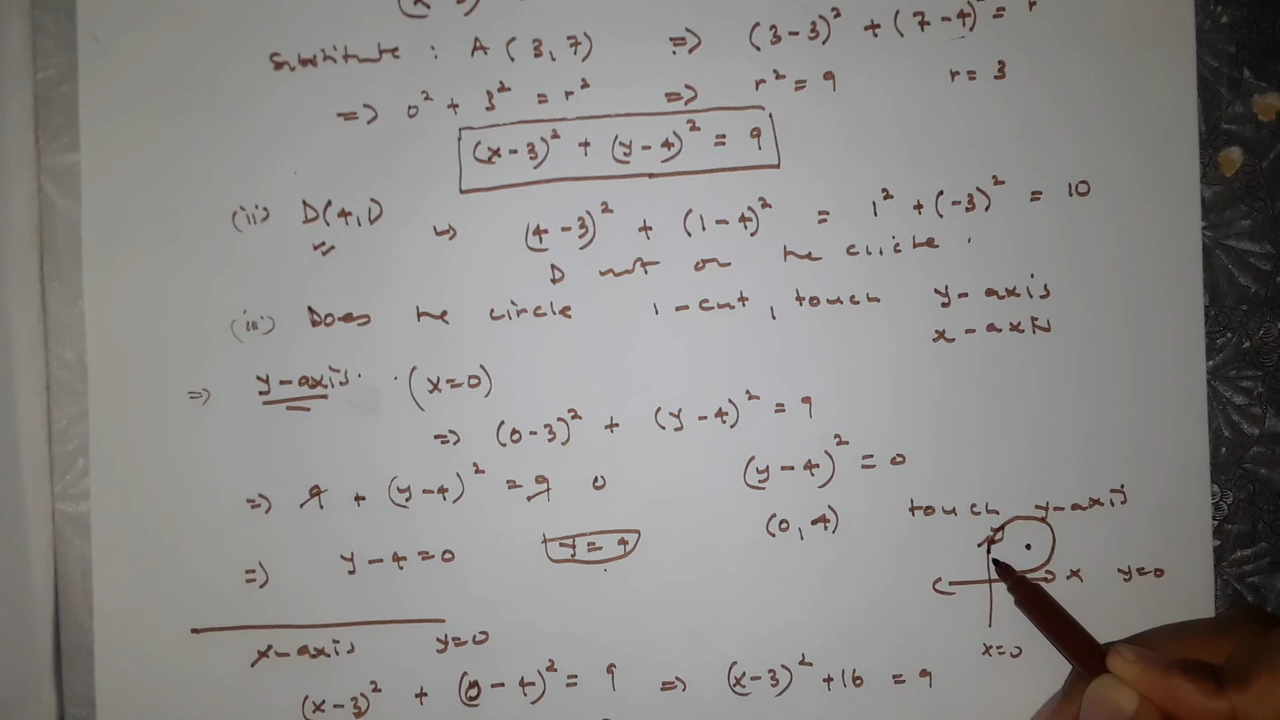 Substitute : A (3, 7) => (3-3)² + (7-4)² = r
=> 0² + 3² = r² => r² = 9 r = 3
(x-3)² + (y-4)² = 9
(ii) D(4,1) ↪ (4-3)² + (1-4)² = 1² + (-3)² = 10
D not on the circle.
(iii) Does the circle 1-cut, touch y-axis
x-axis
=> y-axis. (x=0)
=> (0-3)² + (y-4)² = 9
=> 9 + (y-4)² = 9 0 (y-4)² = 0
(0, 4) touch y-axis
=> y-4=0 y = 4
x y=0
x-axis y=0 x=0
(x-3)² + (0-4)² = 9 => (x-3)² +16 = 9